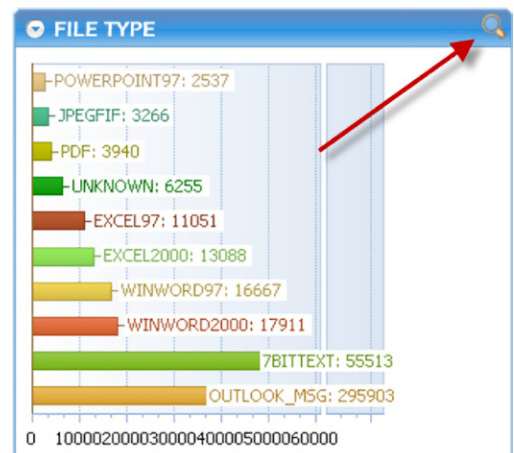 FILE TYPE
POWERPOINT97: 2537
JPEGFIF: 3266
PDF: 3940
UNKNOWN: 6255
EXCEL97: 11051
EXCEL2000: 13088
WINWORD97: 16667
WINWORD2000: 17911
7BITTEXT: 55513
OUTLOOK_MSG: 295903
0 100002000030000400005000060000